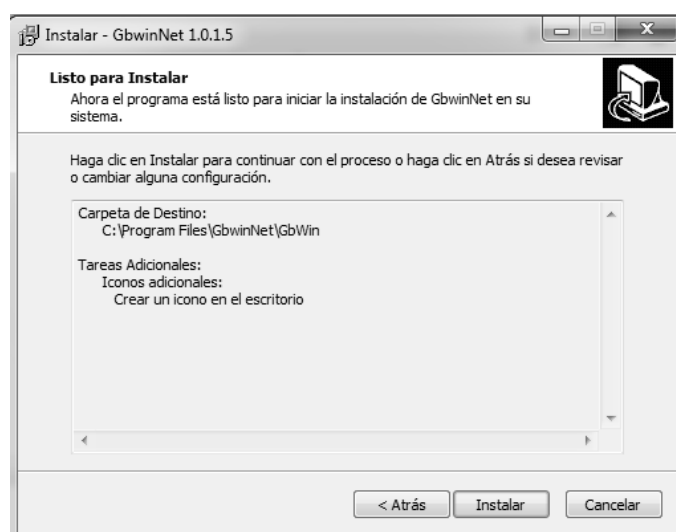 Instalar - GbwinNet 1.0.1.5
Listo para Instalar
Ahora el programa está listo para iniciar la instalación de GbwinNet en su
sistema.
Haga clic en Instalar para continuar con el proceso o haga clic en Atrás si desea revisar
o cambiar alguna configuración.
Carpeta de Destino:
C:\Program Files\GbwinNet\GbWin
Tareas Adicionales:
Iconos adicionales:
Crear un icono en el escritorio
< Atrás Instalar Cancelar